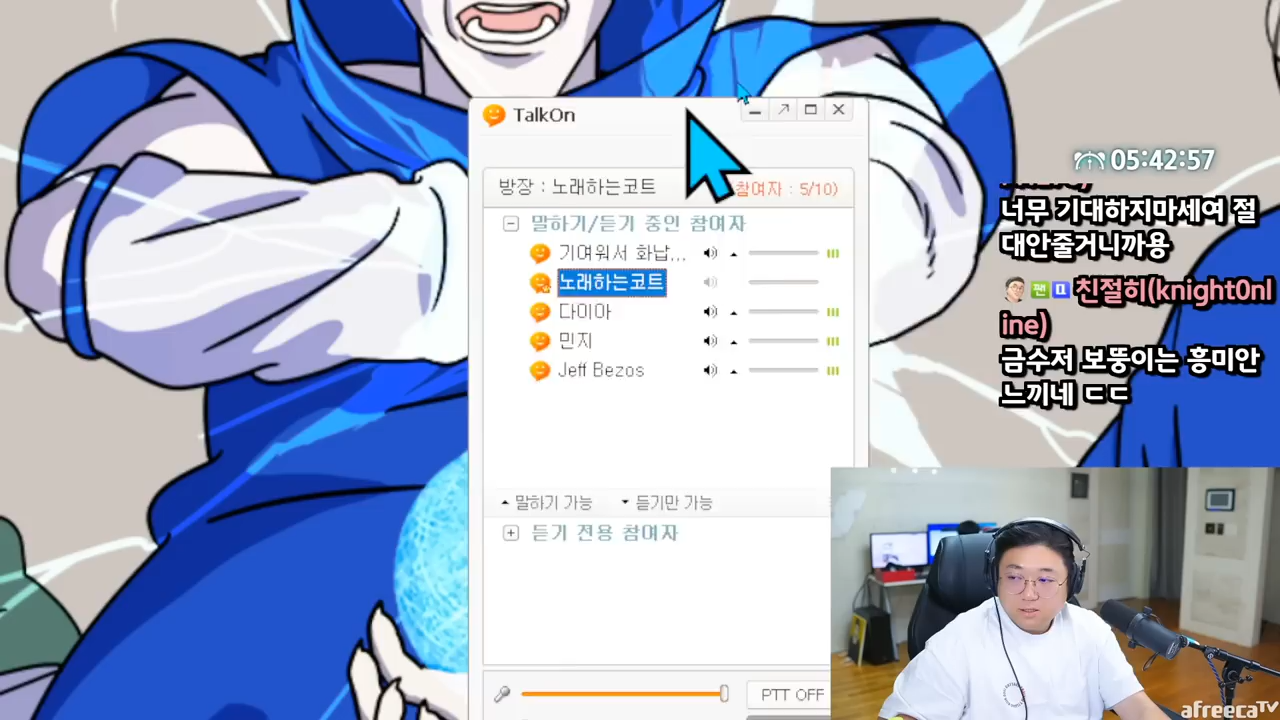 TalkOn
방장 : 노래하는코트
참여자 : 5/10)
말하기/듣기 중인 참여자
기여워서 화납...
노래하는코트
다미아
민지
Jeff Bezos
말하기 가능 듣기만 가능
듣기 전용 참여자
PTT OFF
05:42:57
너무 기대하지마세여 절
대안줄거니까용
팬 친절히(knight0nl
ine)
금수저 보뚱이는 흥미안
느끼네 ㄷㄷ
afreecaTV